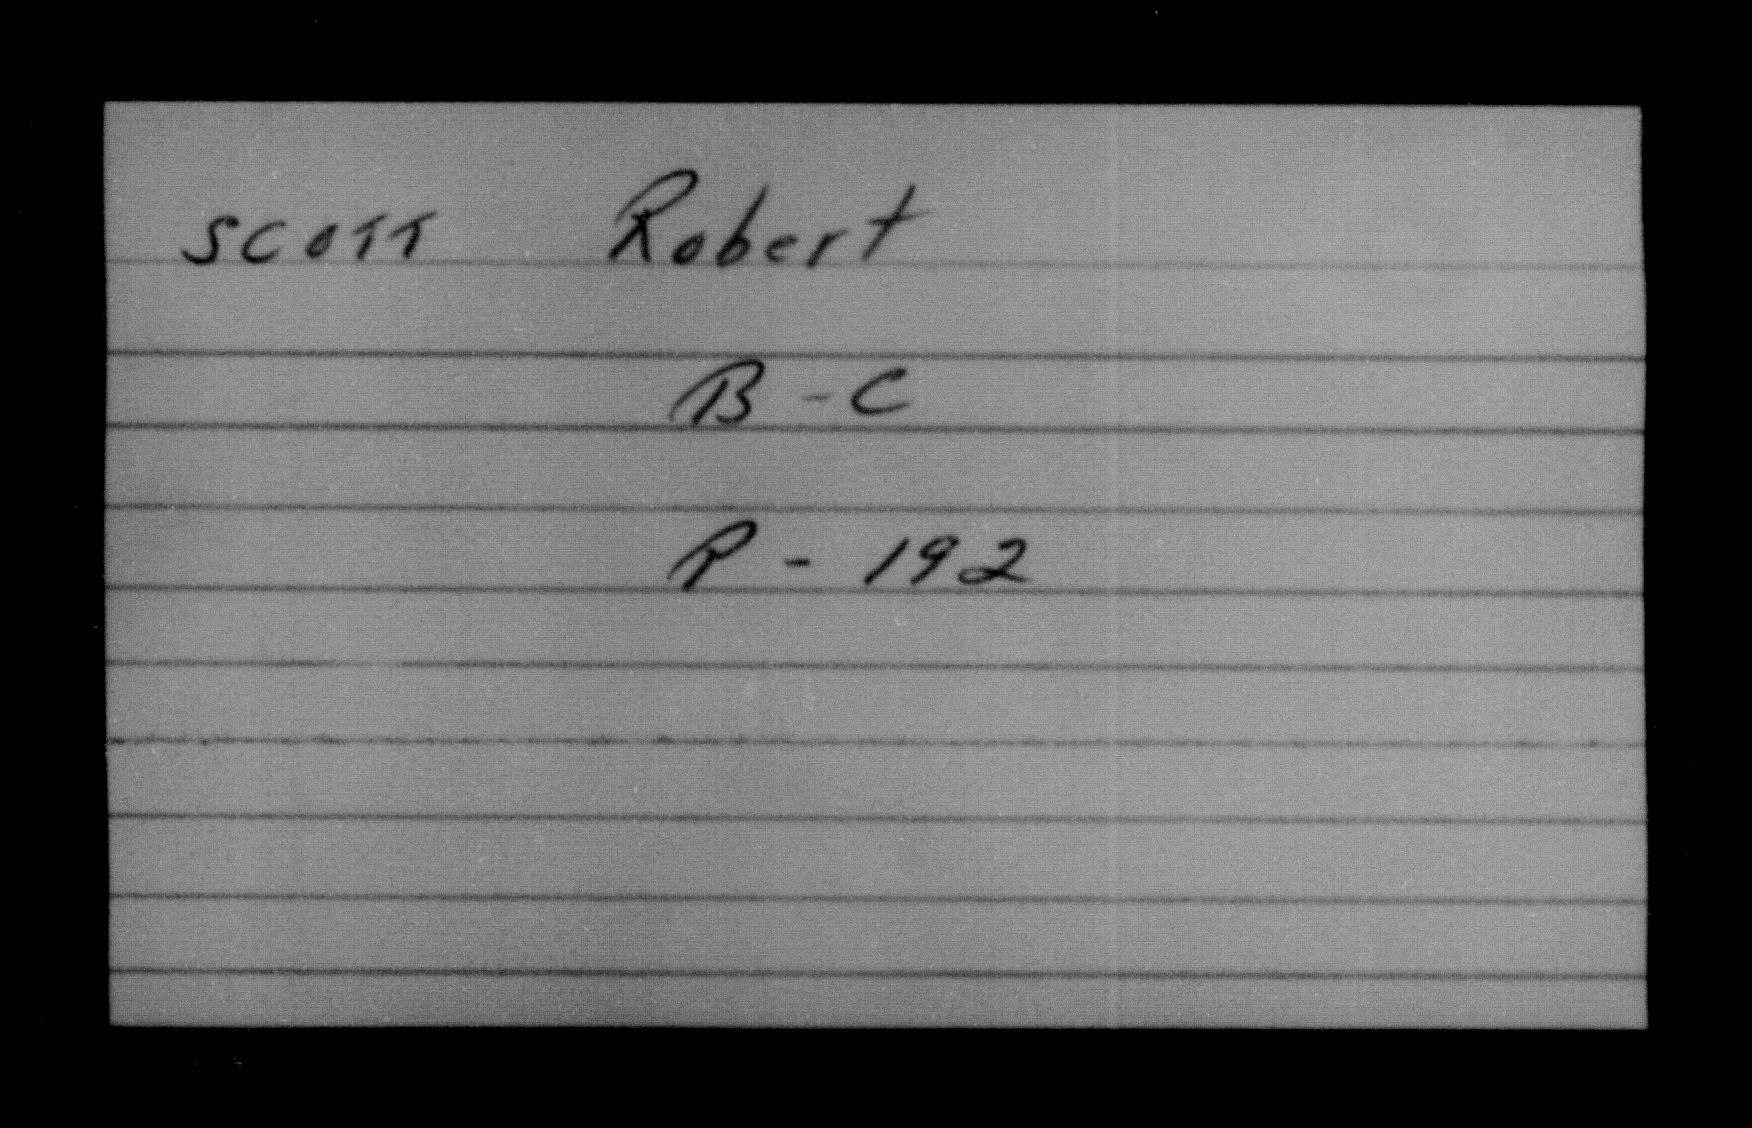 SCOTT Robert
B - C
P - 192